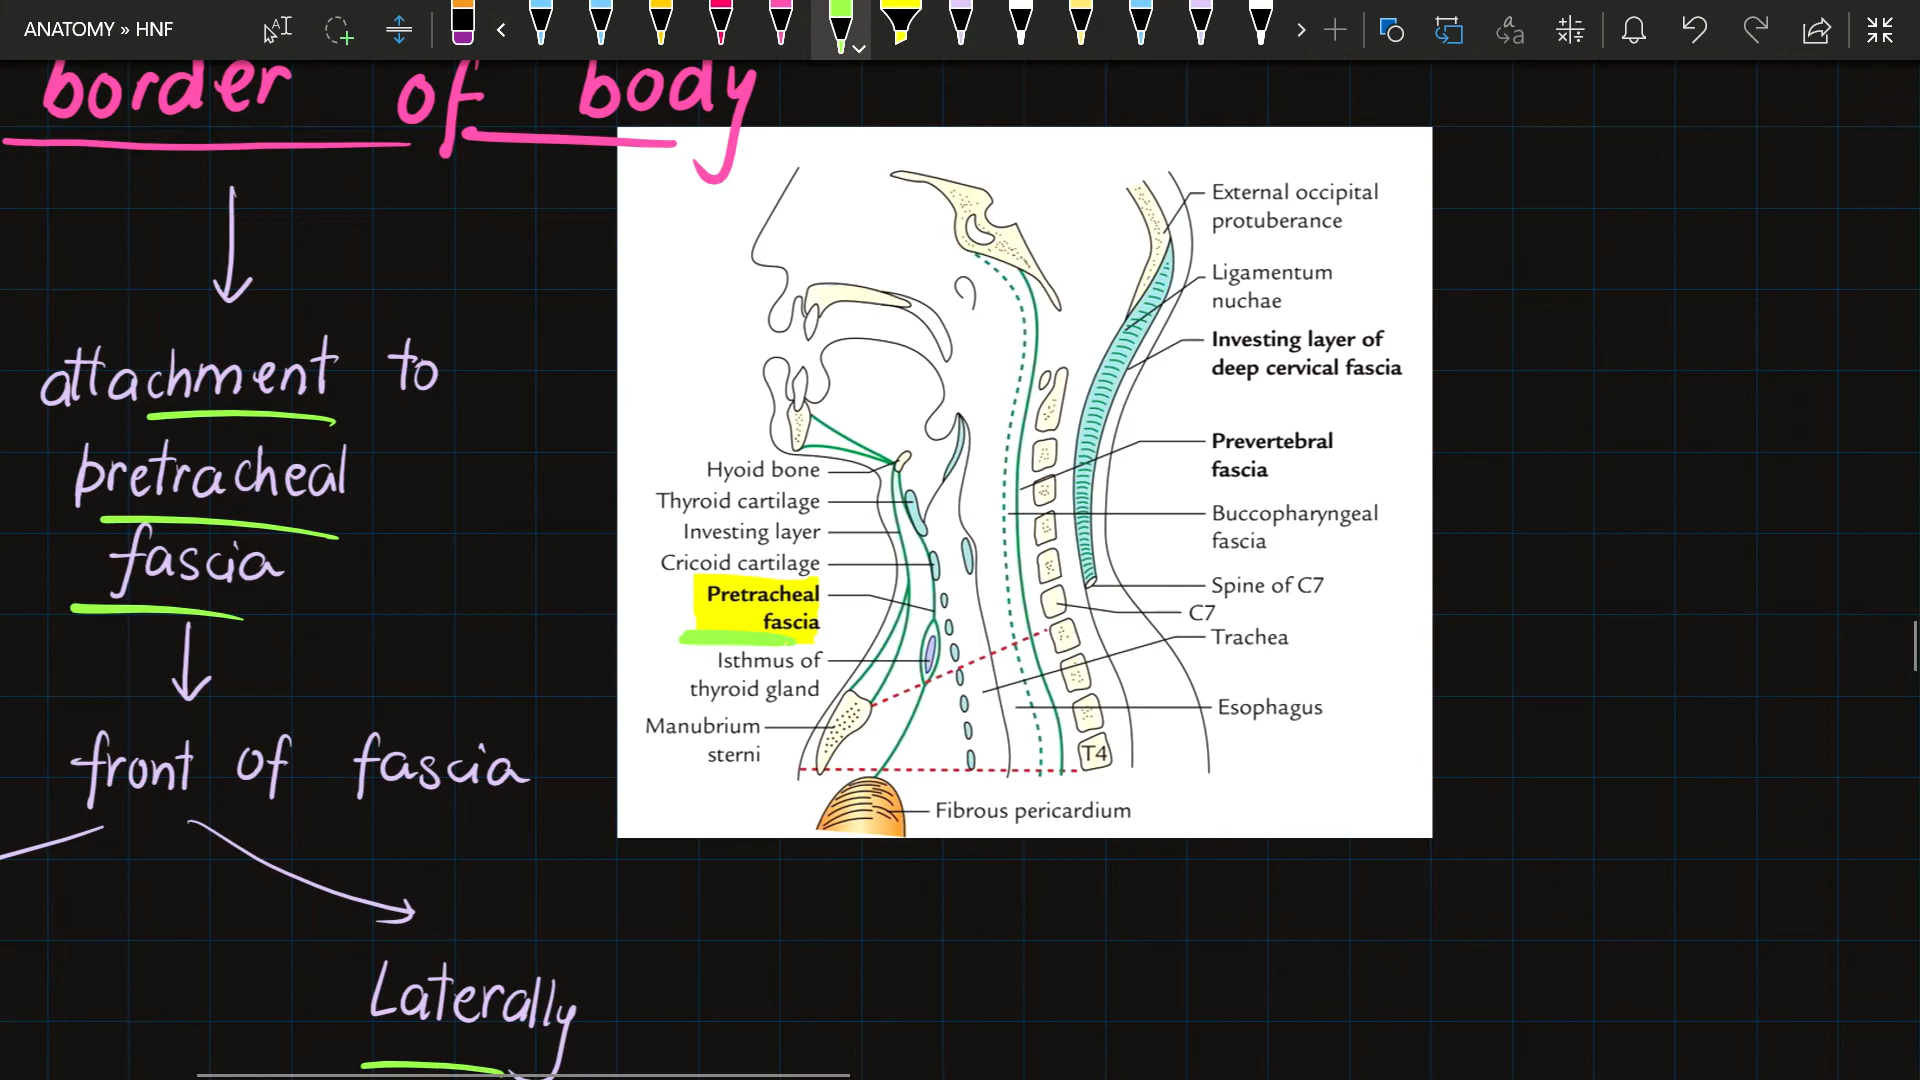 ANATOMY » HNF
border of body
attachment to
pretracheal
fascia
front of fascia
Laterally
External occipital
protuberance
Ligamentum
nuchae
Investing layer of
deep cervical fascia
Prevertebral
fascia
Buccopharyngeal
fascia
Spine of C7
C7
Trachea
Esophagus
Hyoid bone
Thyroid cartilage
Investing layer
Cricoid cartilage
Pretracheal
fascia
Isthmus of
thyroid gland
Manubrium
sterni
T4
Fibrous pericardium